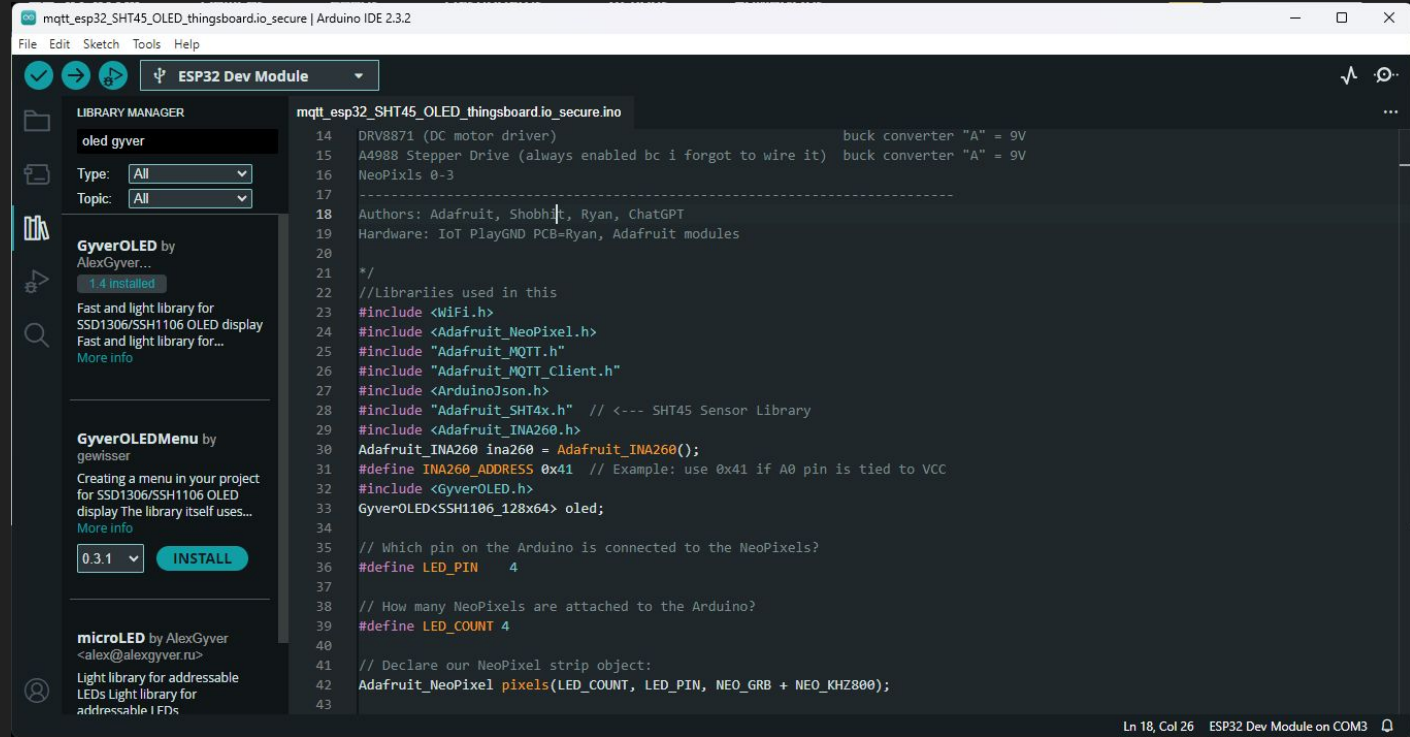 mqtt_esp32_SHT45_OLED_thingsboard.io_secure | Arduino IDE 2.3.2
File Edit Sketch Tools Help
ESP32 Dev Module
LIBRARY MANAGER
oled gyver
Type: All
Topic: All
GyverOLED by
AlexGyver...
1.4 installed
Fast and light library for
SSD1306/SSH1106 OLED display
Fast and light library for...
More info
GyverOLEDMenu by
gewisser
Creating a menu in your project
for SSD1306/SSH1106 OLED
display The library itself uses...
More info
0.3.1 INSTALL
microLED by AlexGyver
<alex@alexgyver.ru>
Light library for addressable
LEDs Light library for
addressable LEDs
mqtt_esp32_SHT45_OLED_thingsboard.io_secure.ino
14 DRV8871 (DC motor driver) buck converter "A" = 9V
15 A4988 Stepper Drive (always enabled bc i forgot to wire it) buck converter "A" = 9V
16 NeoPixls 0-3
17 ---------------------------------------------------------------------------
18 Authors: Adafruit, Shobhit, Ryan, ChatGPT
19 Hardware: IoT PlayGND PCB=Ryan, Adafruit modules
20
21 */
22 //Librariies used in this
23 #include <WiFi.h>
24 #include <Adafruit_NeoPixel.h>
25 #include "Adafruit_MQTT.h"
26 #include "Adafruit_MQTT_Client.h"
27 #include <ArduinoJson.h>
28 #include "Adafruit_SHT4x.h" // <--- SHT45 Sensor Library
29 #include <Adafruit_INA260.h>
30 Adafruit_INA260 ina260 = Adafruit_INA260();
31 #define INA260_ADDRESS 0x41 // Example: use 0x41 if A0 pin is tied to VCC
32 #include <GyverOLED.h>
33 GyverOLED<SSH1106_128x64> oled;
34
35 // Which pin on the Arduino is connected to the NeoPixels?
36 #define LED_PIN 4
37
38 // How many NeoPixels are attached to the Arduino?
39 #define LED_COUNT 4
40
41 // Declare our NeoPixel strip object:
42 Adafruit_NeoPixel pixels(LED_COUNT, LED_PIN, NEO_GRB + NEO_KHZ800);
43
Ln 18, Col 26 ESP32 Dev Module on COM3